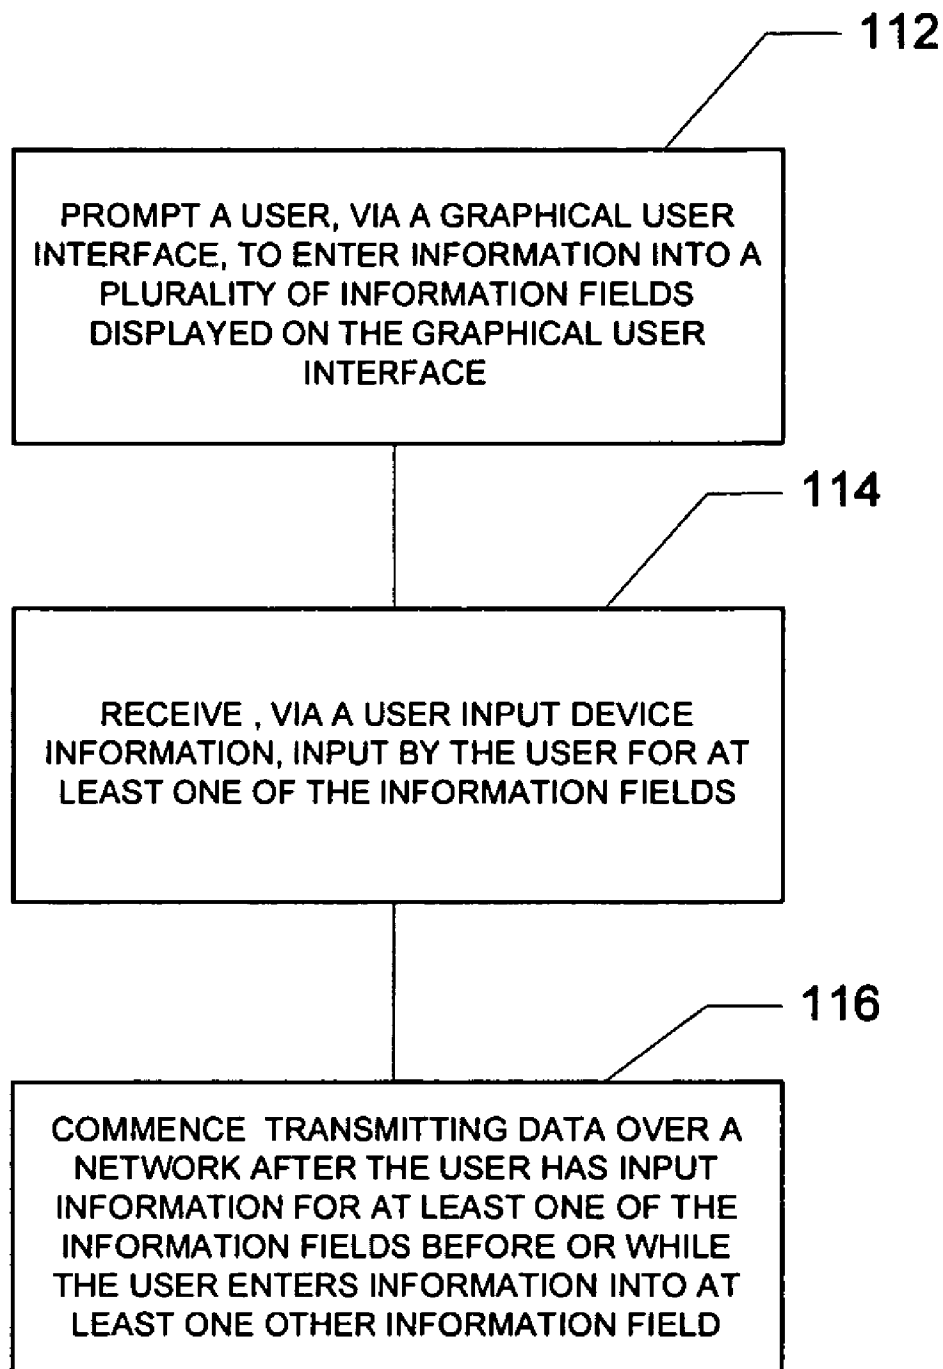 112
PROMPT A USER, VIA A GRAPHICAL USER
INTERFACE, TO ENTER INFORMATION INTO A
PLURALITY OF INFORMATION FIELDS
DISPLAYED ON THE GRAPHICAL USER
INTERFACE
114
RECEIVE , VIA A USER INPUT DEVICE
INFORMATION, INPUT BY THE USER FOR AT
LEAST ONE OF THE INFORMATION FIELDS
116
COMMENCE TRANSMITTING DATA OVER A
NETWORK AFTER THE USER HAS INPUT
INFORMATION FOR AT LEAST ONE OF THE
INFORMATION FIELDS BEFORE OR WHILE
THE USER ENTERS INFORMATION INTO AT
LEAST ONE OTHER INFORMATION FIELD